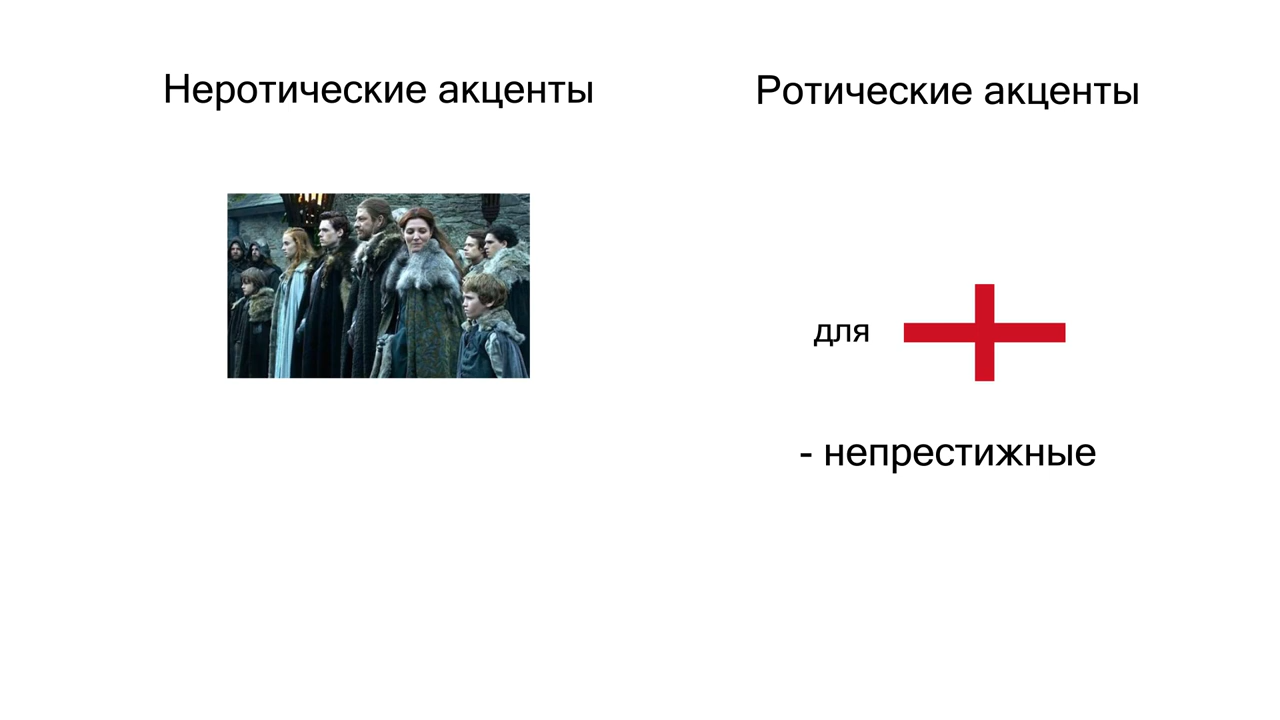 Неротические акценты
Ротические акценты
для
- непрестижные